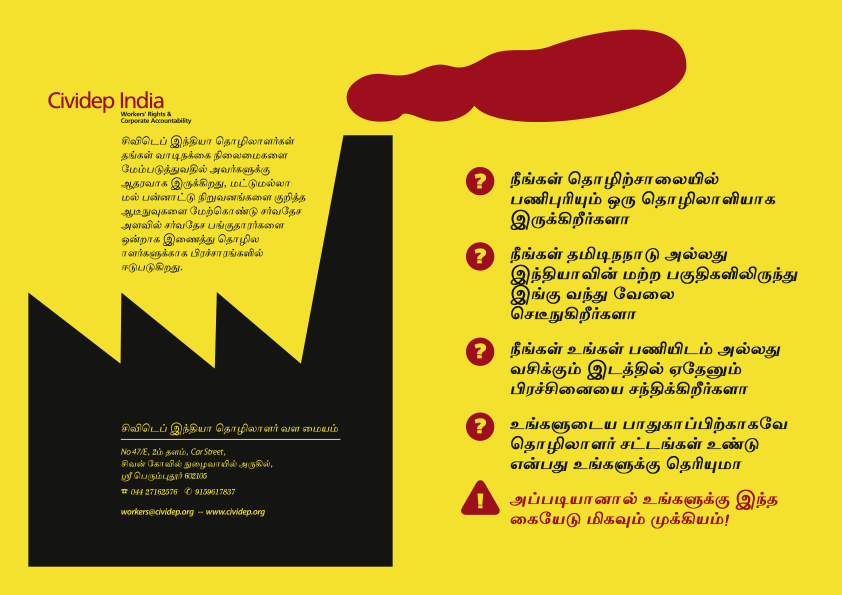 Cividep India
Workers' Rights &
Corporate Accountability
சிவிடெப் இந்தியா தொழிலாளர்கள்
தங்கள் வாடிநக்கை நிலைமைகளை
மேம்படுத்துவதில் அவர்களுக்கு
ஆதரவாக இருக்கிறது, மட்டுமல்லா
மல் பன்னாட்டு நிறுவனங்களை குறித்த
ஆடீநுவுகளை மேற்கொண்டு சர்வதேச
அளவில் சர்வதேச பங்குதாரர்களை
ஒன்றாக இணைத்து தொழில
ாளர்களுக்காக பிரச்சாரங்களில்
ஈடுபடுகிறது.
சிவிடெப் இந்தியா தொழிலாளர் வள மையம்
No 47/E, 2ம் தளம், Car Street,
சிவன் கோவில் நுழைவாயில் அருகில்,
ஸ்ரீ பெரும்புதூர் 602105
☎ 044 27162576 ✆ 9159617837
workers@cividep.org -- www.cividep.org
? நீங்கள் தொழிற்சாலையில்
பணிபுரியும் ஒரு தொழிலாளியாக
இருக்கிறீர்களா
? நீங்கள் தமிடிநநாடு அல்லது
இந்தியாவின் மற்ற பகுதிகளிலிருந்து
இங்கு வந்து வேலை
செடீநுகிறீர்களா
? நீங்கள் உங்கள் பணியிடம் அல்லது
வசிக்கும் இடத்தில் ஏதேனும்
பிரச்சினையை சந்திக்கிறீர்களா
? உங்களுடைய பாதுகாப்பிற்காகவே
தொழிலாளர் சட்டங்கள் உண்டு
என்பது உங்களுக்கு தெரியுமா
! அப்படியானால் உங்களுக்கு இந்த
கையேடு மிகவும் முக்கியம்!